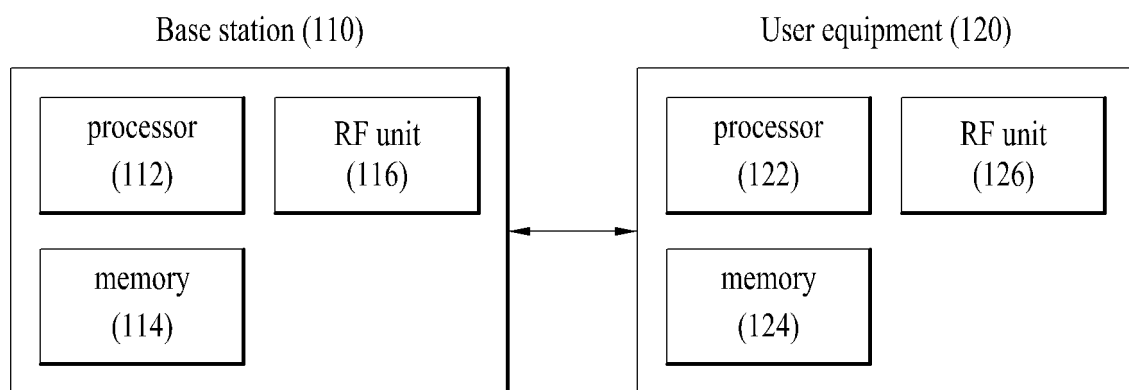 Base station (110)
User equipment (120)
processor
(112)
RF unit
(116)
memory
(114)
processor
(122)
RF unit
(126)
memory
(124)